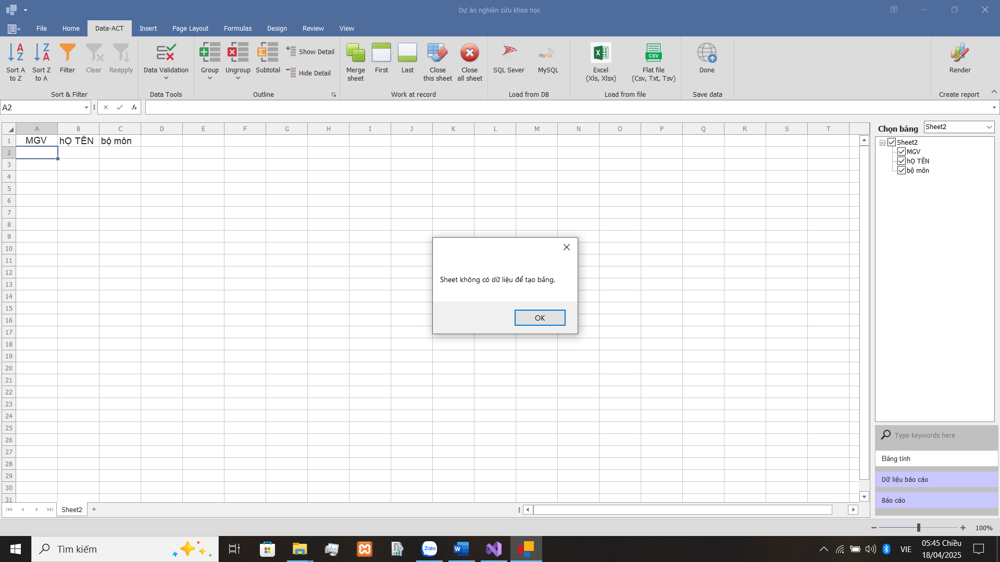 Dự án nghiên cứu khoa học
File Home Data-ACT Insert Page Layout Formulas Design Review View
Sort A to Z
Sort Z to A
Filter
Clear
Reapply
Sort & Filter
Data Validation
Data Tools
Group
Ungroup
Subtotal
Show Detail
Hide Detail
Outline
Merge sheet
First
Last
Close this sheet
Close all sheet
Work at record
SQL Sever
MySQL
Load from DB
Excel (Xls, Xlsx)
CSV
Flat file (Csv, Txt, Tsv)
Load from file
Done
Save data
Render
Create report
A2
fx
A B C D E F G H I J K L M N O P Q R S T
1 MGV hỌ TÊN bộ môn
2
3
4
5
6
7
8
9
10
11
12
13
14
15
16
17
18
19
20
21
22
23
24
25
26
27
28
29
30
31
Sheet không có dữ liệu để tạo bảng.
OK
Chọn bảng Sheet2
Sheet2
MGV
hỌ TÊN
bộ môn
Type keywords here
Bảng tính
Dữ liệu báo cáo
Báo cáo
Sheet2
100%
Tìm kiếm
Zalo
VIE
05:45 Chiều
18/04/2025